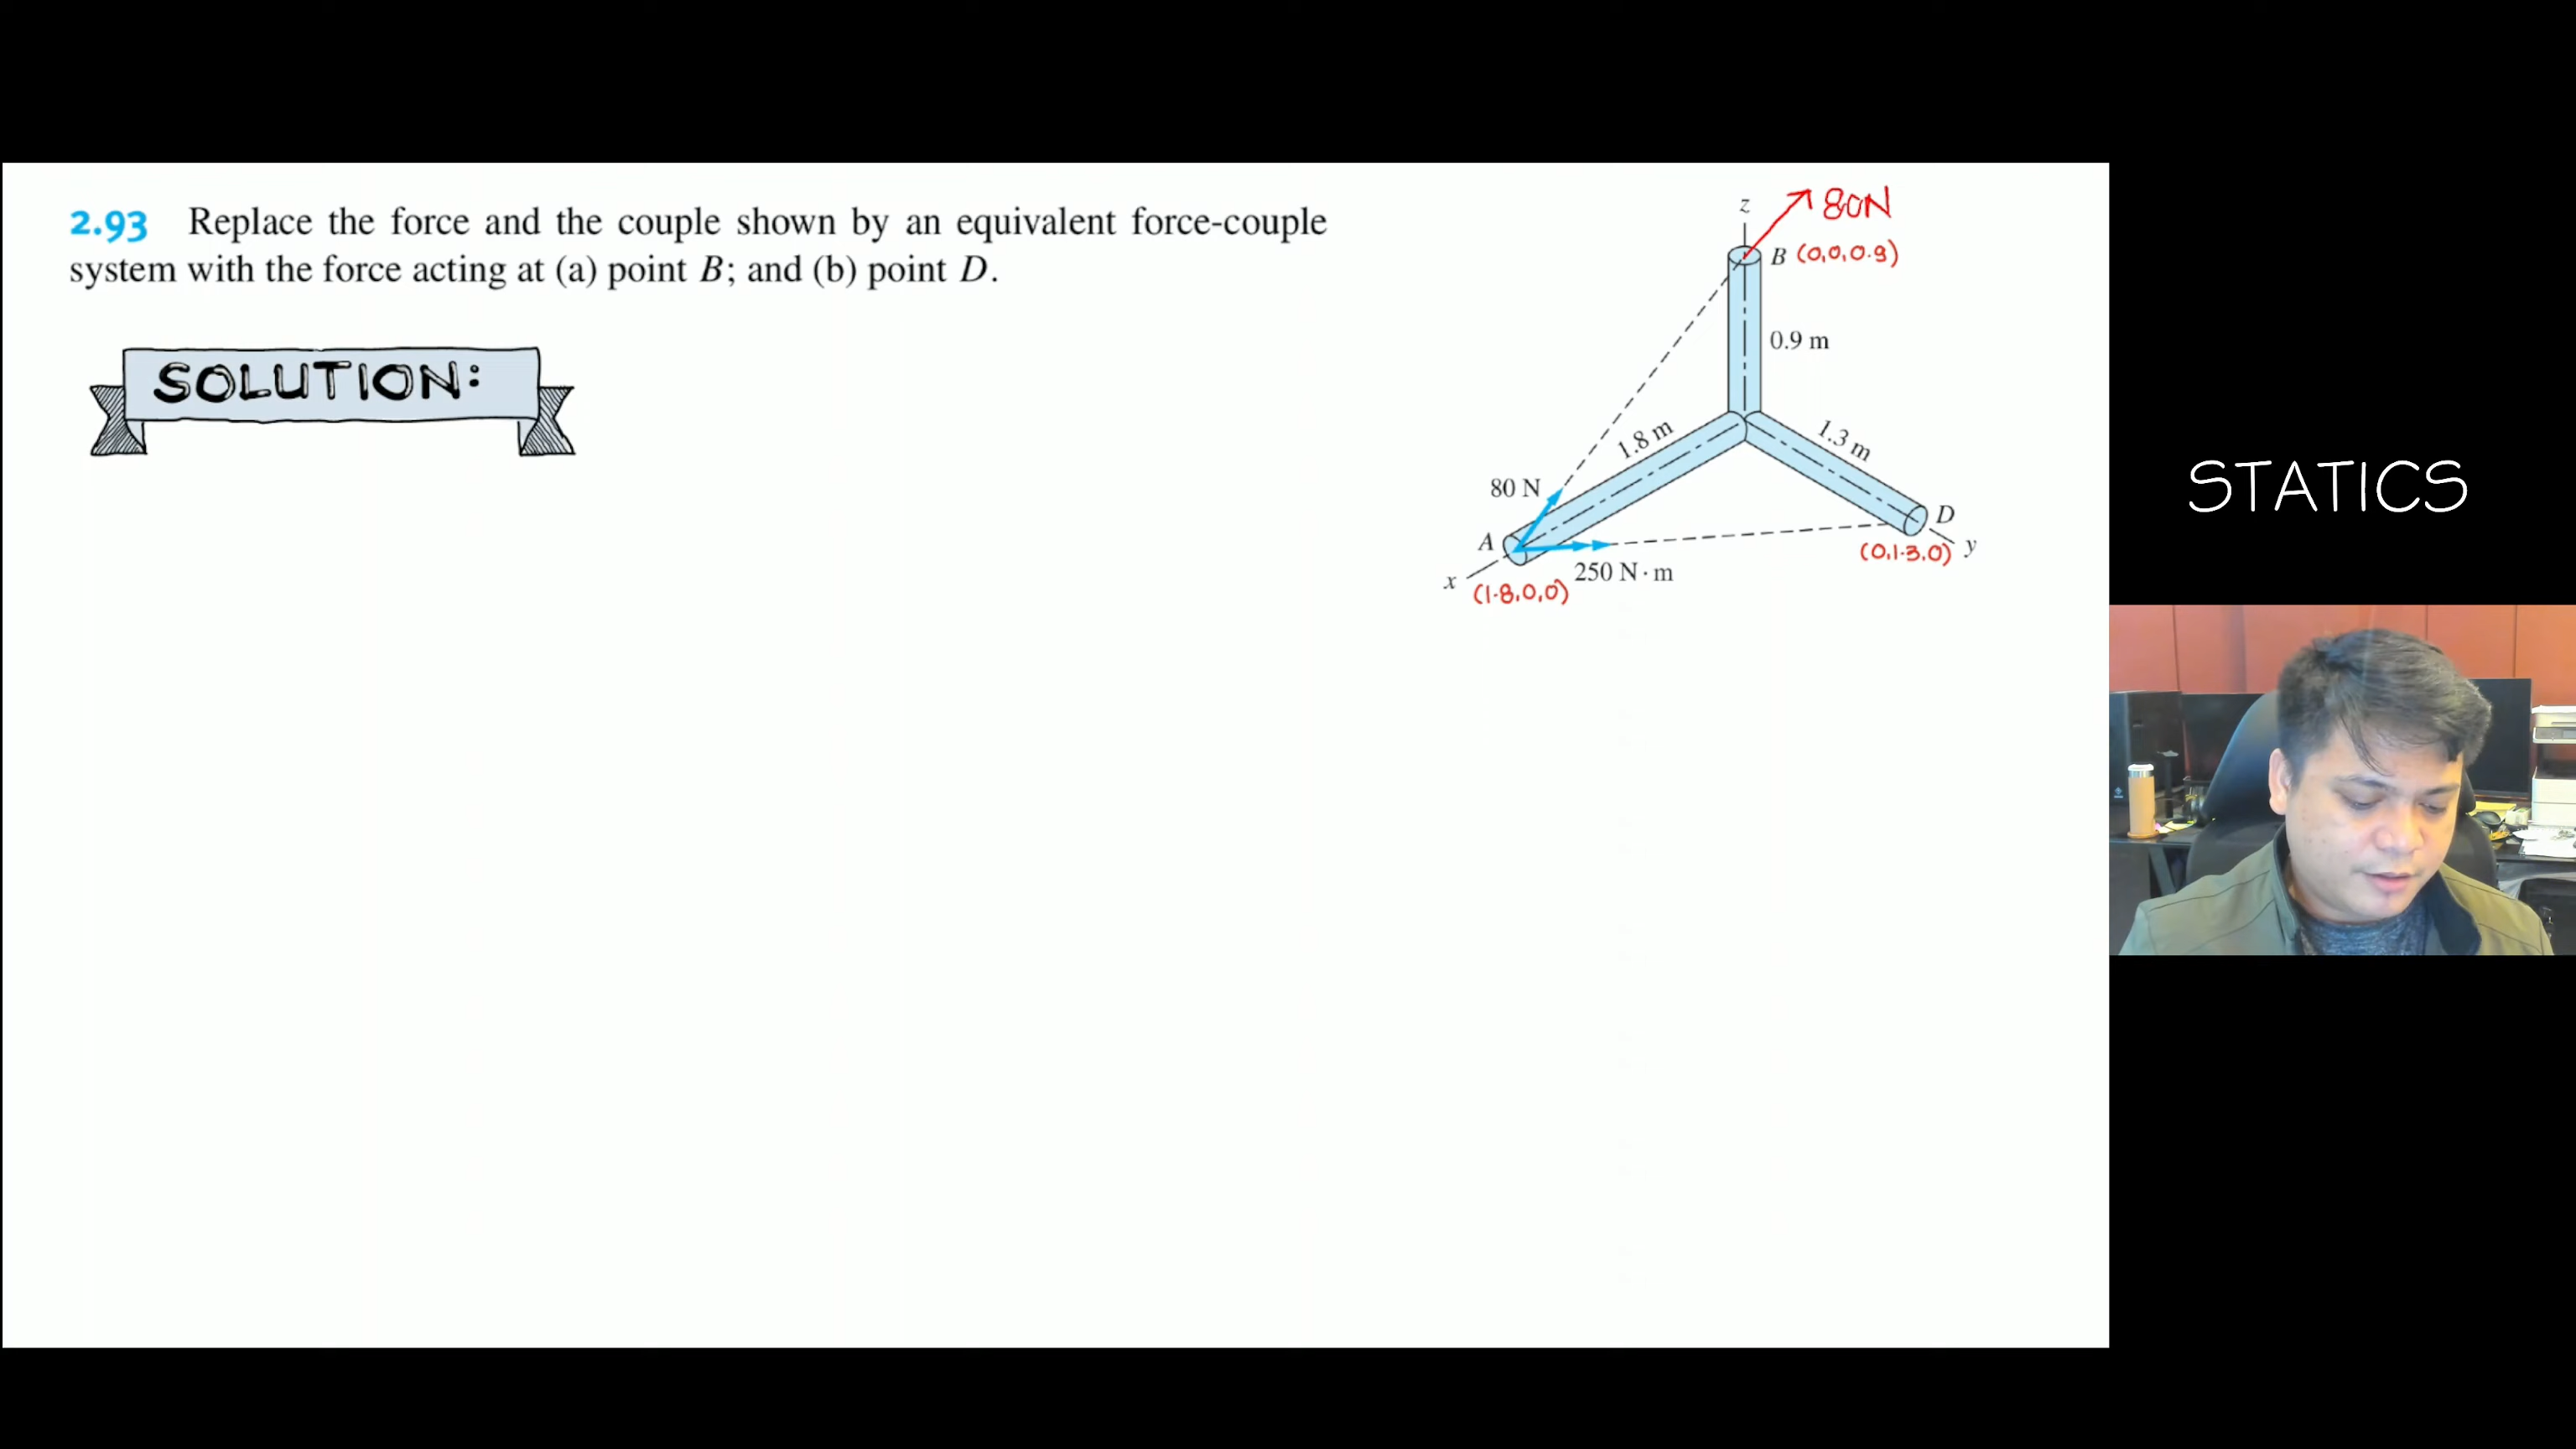 2.93 Replace the force and the couple shown by an equivalent force-couple
system with the force acting at (a) point B; and (b) point D.
SOLUTION:
z
80N
B (0,0,0.9)
0.9 m
1.8 m
1.3 m
80 N
A
D
(0,1.3,0) y
x (1.8,0,0)
250 N·m
STATICS